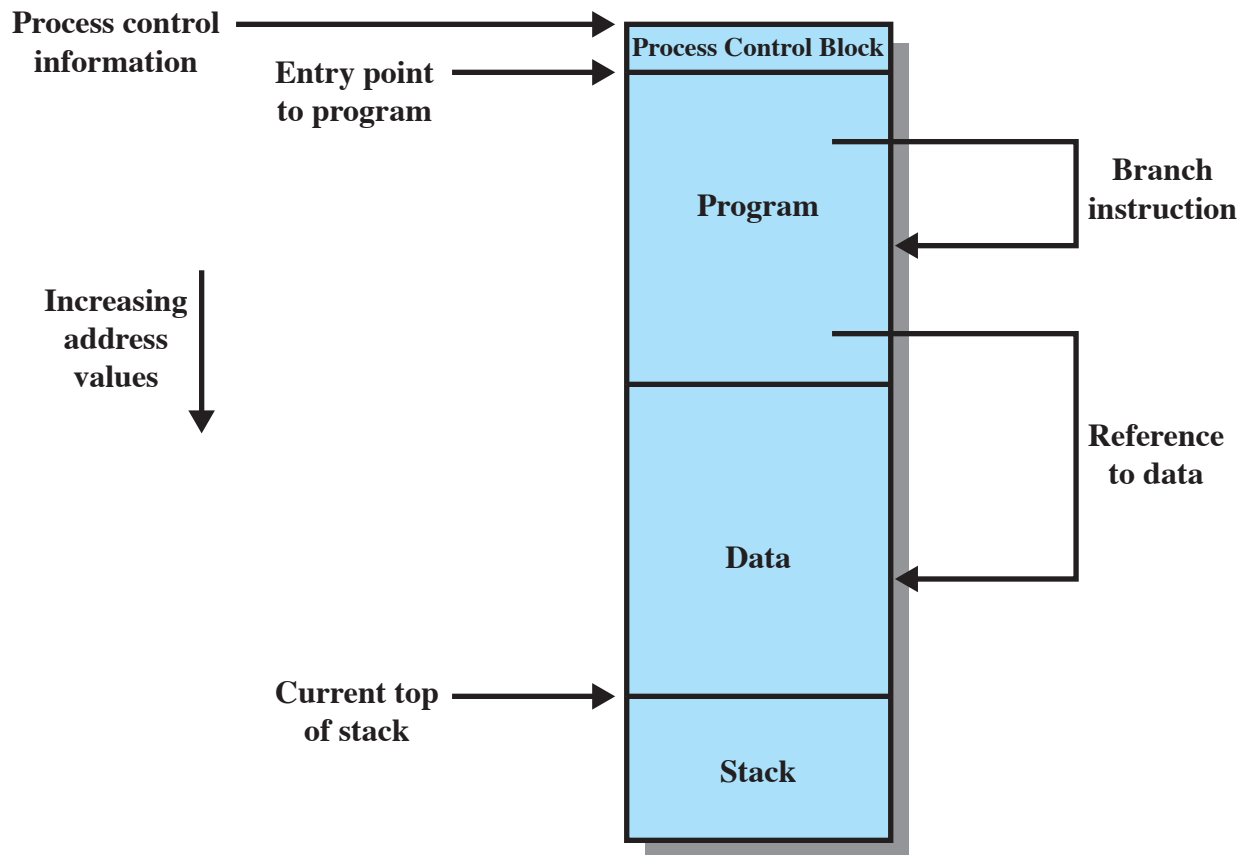 Process control
information
Process Control Block
Entry point
to program
Branch
instruction
Program
Increasing
address
values
Reference
to data
Data
Current top
of stack
Stack